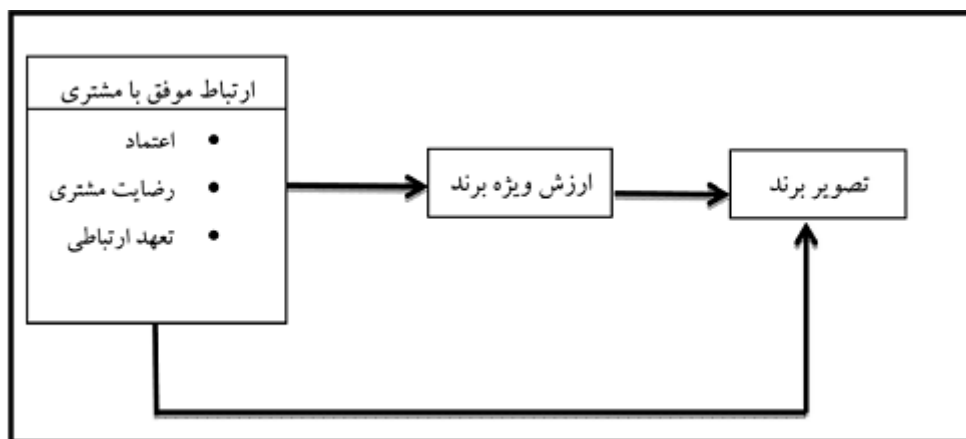 ارتباط موفق با مشتری
• اعتماد
• رضایت مشتری
• تعهد ارتباطی
ارزش ویژه برند
تصویر برند